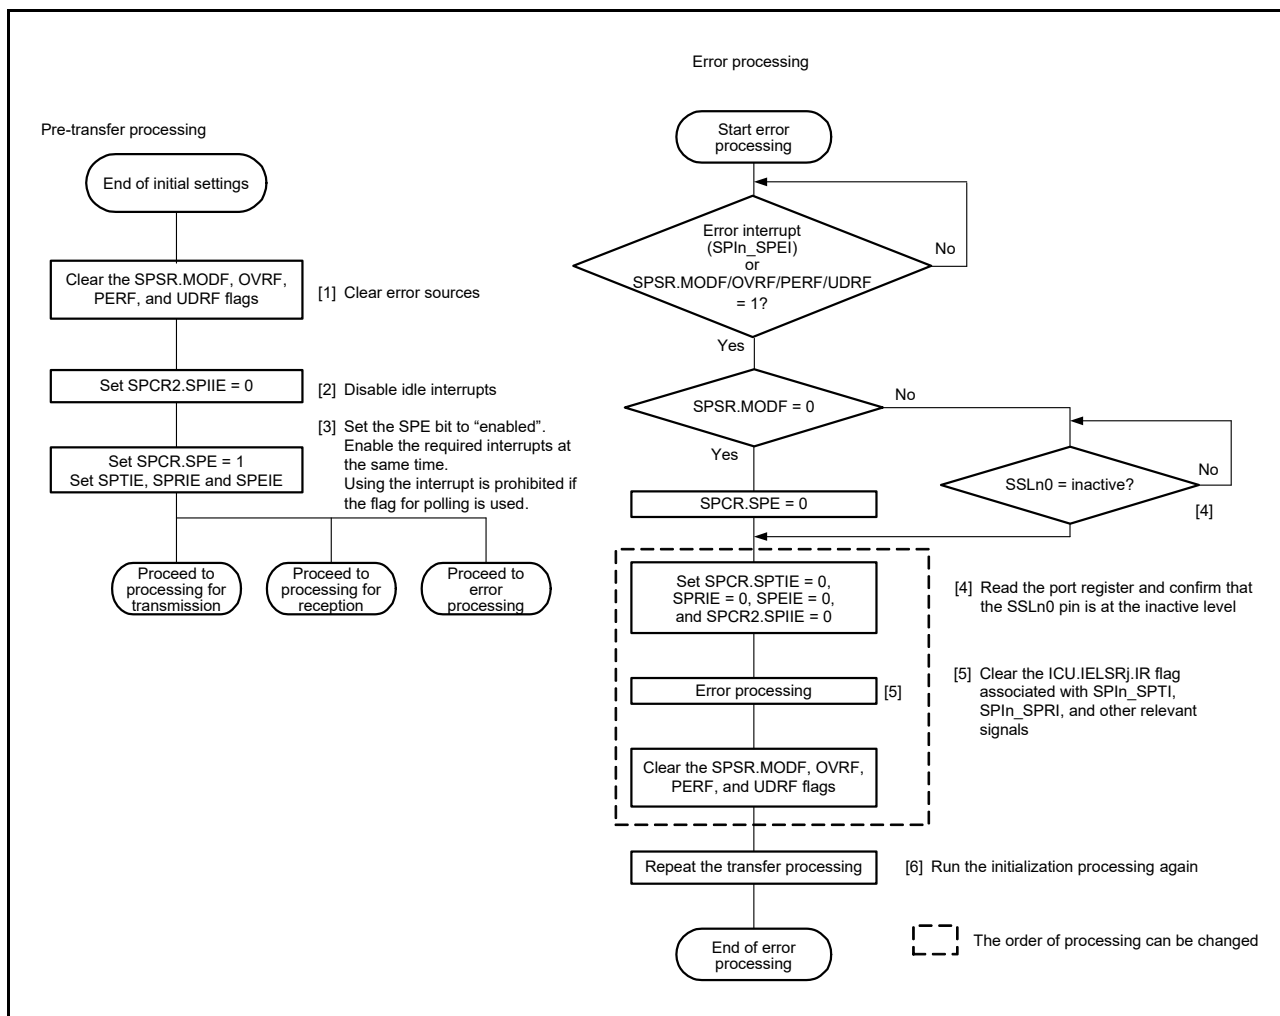 Pre-transfer processing
End of initial settings
Clear the SPSR.MODF, OVRF,
PERF, and UDRF flags
[1] Clear error sources
Set SPCR2.SPIIE = 0
[2] Disable idle interrupts
Set SPCR.SPE = 1
Set SPTIE, SPRIE and SPEIE
[3] Set the SPE bit to “enabled”.
Enable the required interrupts at
the same time.
Using the interrupt is prohibited if
the flag for polling is used.
Proceed to
processing for
transmission
Proceed to
processing for
reception
Proceed to
error
processing
Error processing
Start error
processing
Error interrupt
(SPIn_SPEI)
or
SPSR.MODF/OVRF/PERF/UDRF
= 1?
No
Yes
SPSR.MODF = 0
No
Yes
SSLn0 = inactive?
No
[4]
SPCR.SPE = 0
Set SPCR.SPTIE = 0,
SPRIE = 0, SPEIE = 0,
and SPCR2.SPIIE = 0
[4] Read the port register and confirm that
the SSLn0 pin is at the inactive level
Error processing
[5]
[5] Clear the ICU.IELSRj.IR flag
associated with SPIn_SPTI,
SPIn_SPRI, and other relevant
signals
Clear the SPSR.MODF, OVRF,
PERF, and UDRF flags
Repeat the transfer processing
[6] Run the initialization processing again
End of error
processing
The order of processing can be changed